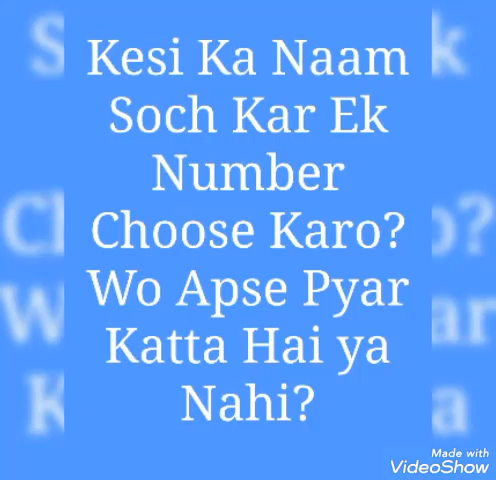 Kesi Ka Naam
Soch Kar Ek
Number
Choose Karo?
Wo Apse Pyar
Katta Hai ya
Nahi?
Made with
VideoShow